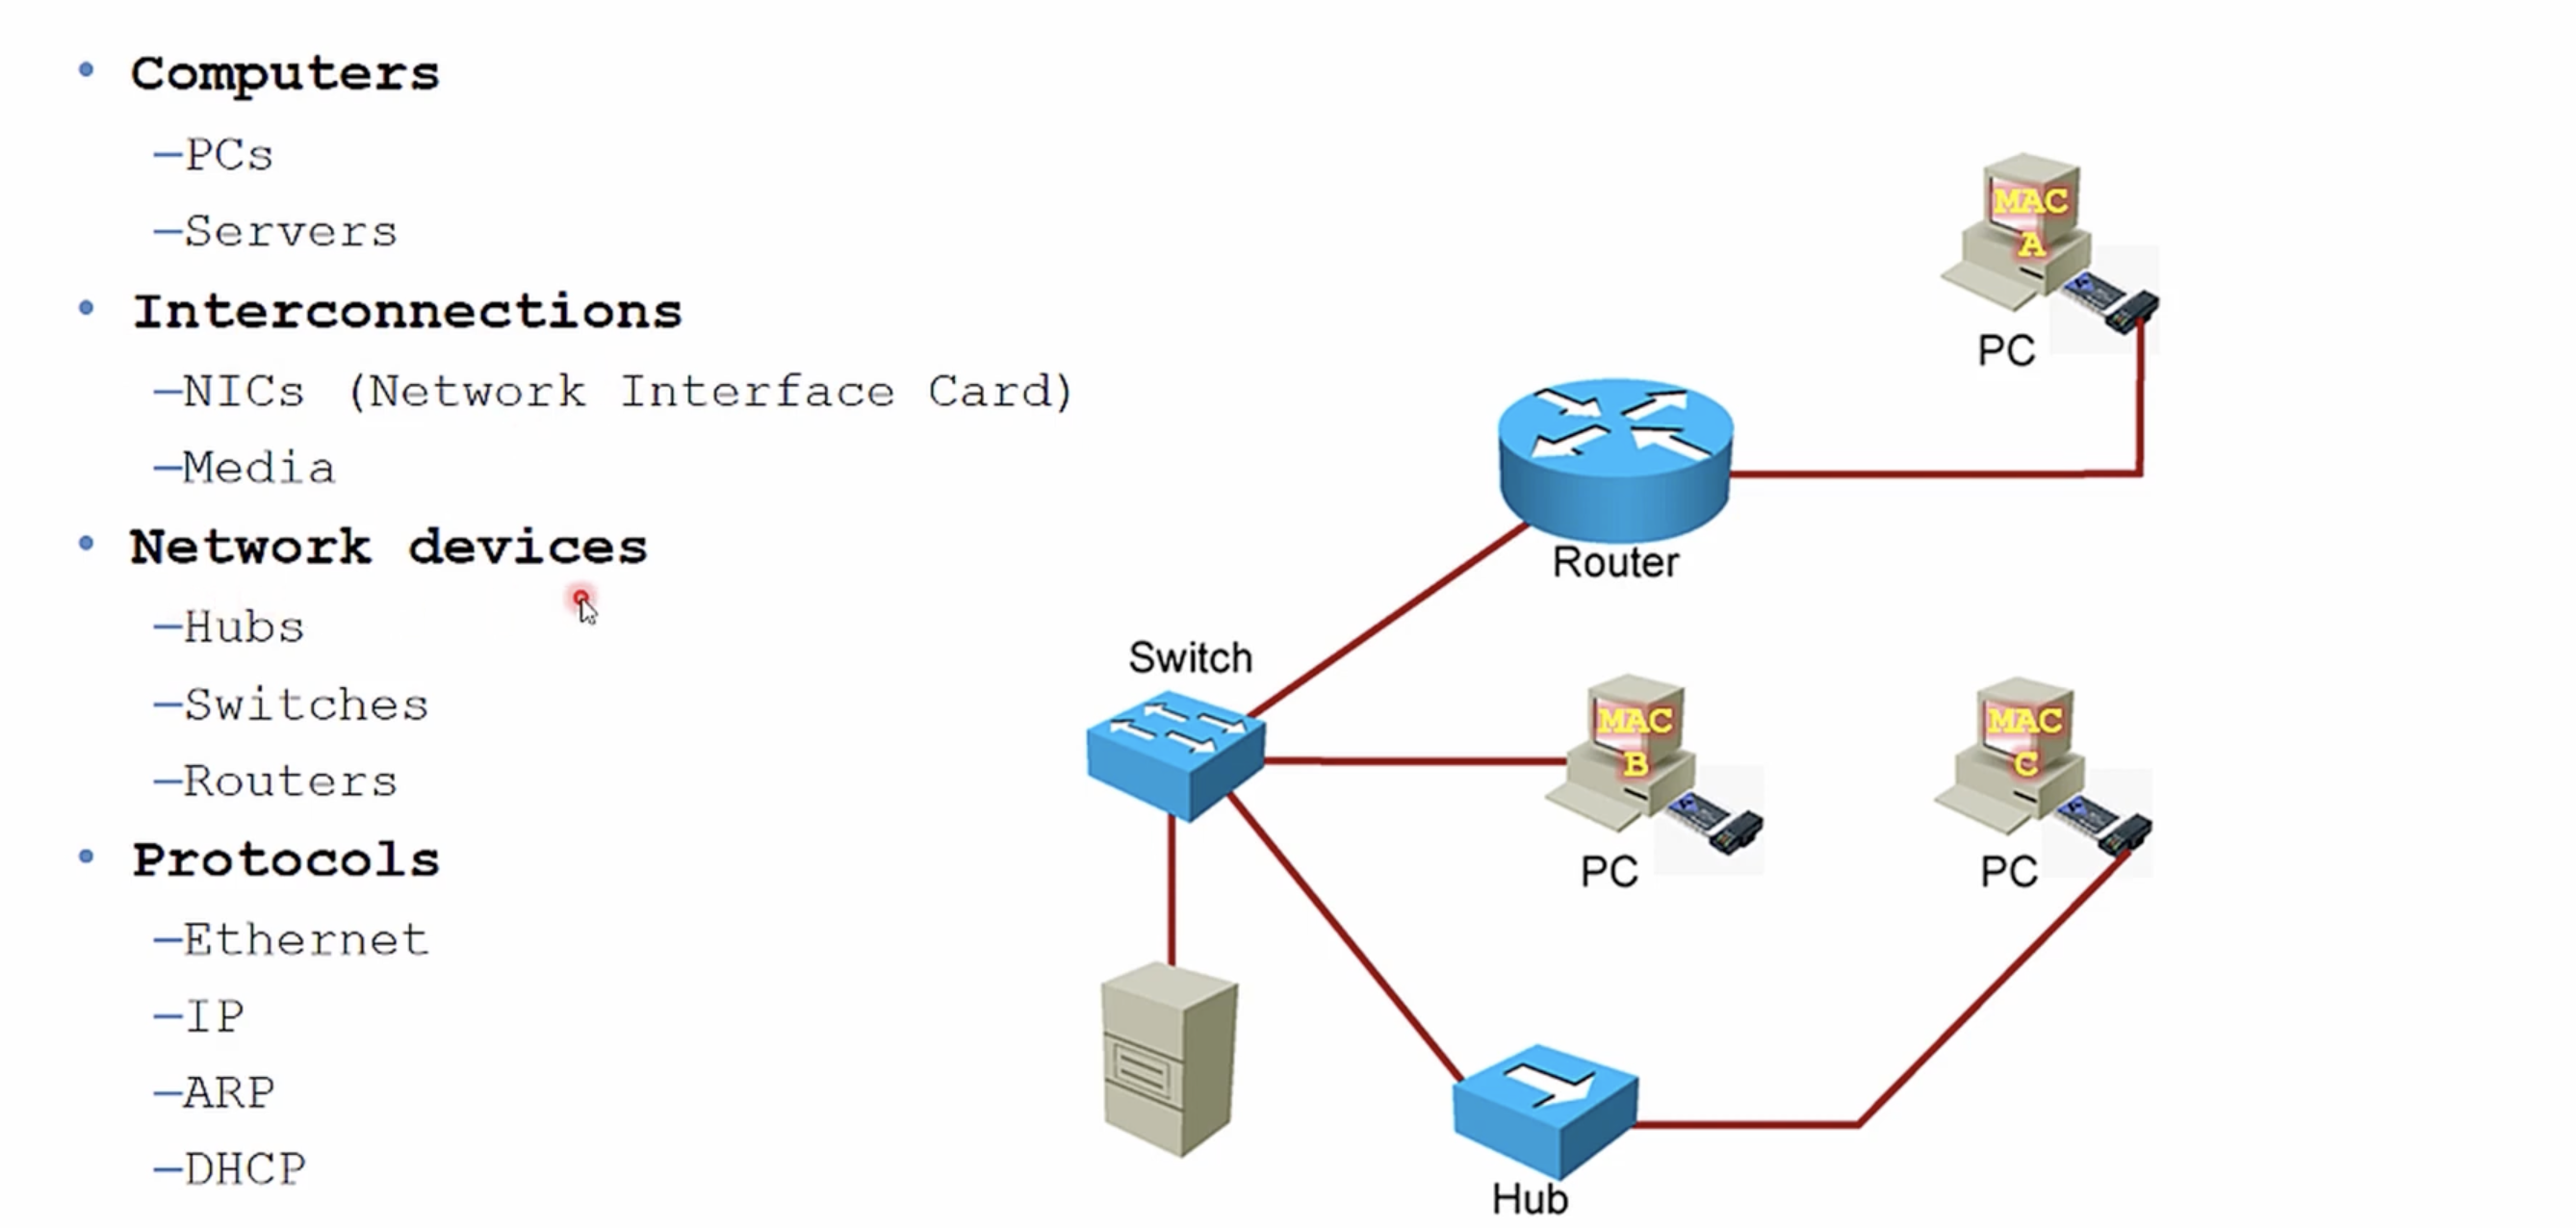 • Computers
–PCs
–Servers
• Interconnections
–NICs (Network Interface Card)
–Media
• Network devices
–Hubs
–Switches
–Routers
• Protocols
–Ethernet
–IP
–ARP
–DHCP
MAC
A
PC
Router
Switch
MAC
B
PC
MAC
C
PC
Hub